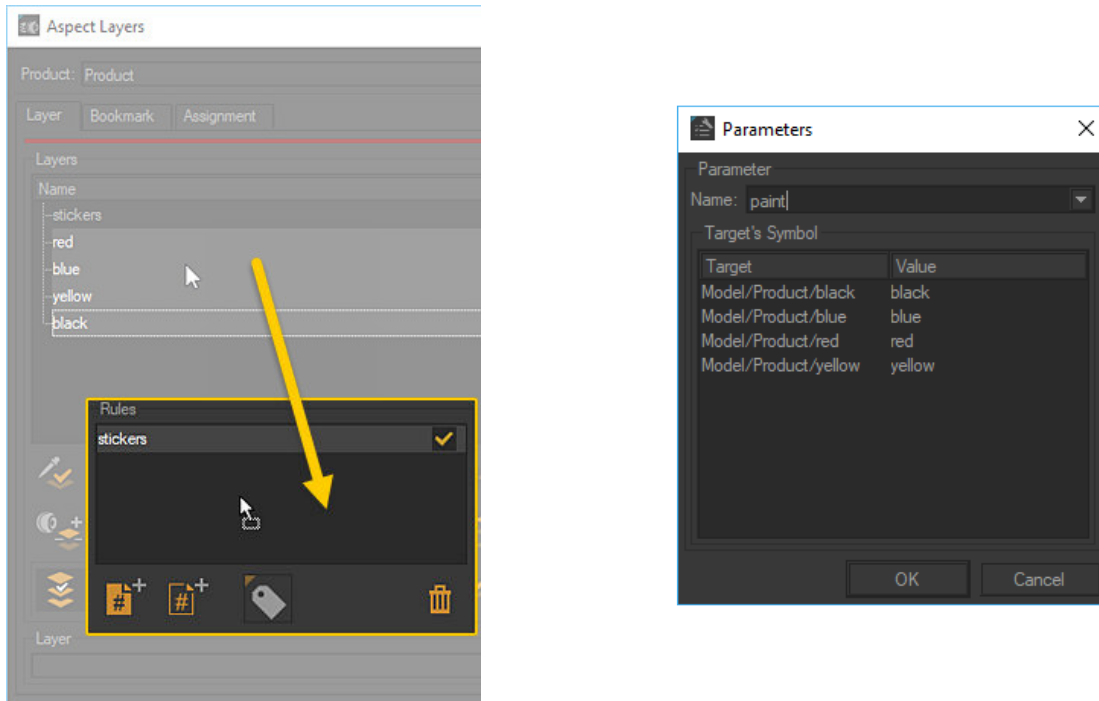 Aspect Layers
Product: Product
Layer Bookmark Assignment
Layers
Name
stickers
red
blue
yellow
black
Rules
stickers
Layer
Parameters
Parameter
Name: paint
Target's Symbol
Target Value
Model/Product/black black
Model/Product/blue blue
Model/Product/red red
Model/Product/yellow yellow
OK Cancel